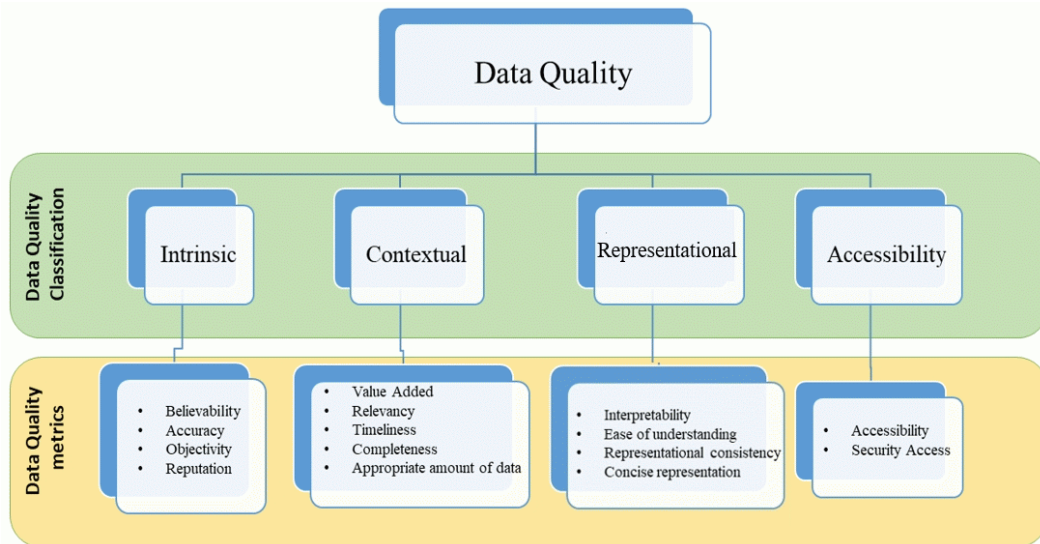 Data Quality
Data Quality
Classification
Intrinsic
Contextual
Representational
Accessibility
Data Quality
metrics
• Believability
• Accuracy
• Objectivity
• Reputation
• Value Added
• Relevancy
• Timeliness
• Completeness
• Appropriate amount of data
• Interpretability
• Ease of understanding
• Representational consistency
• Concise representation
• Accessibility
• Security Access